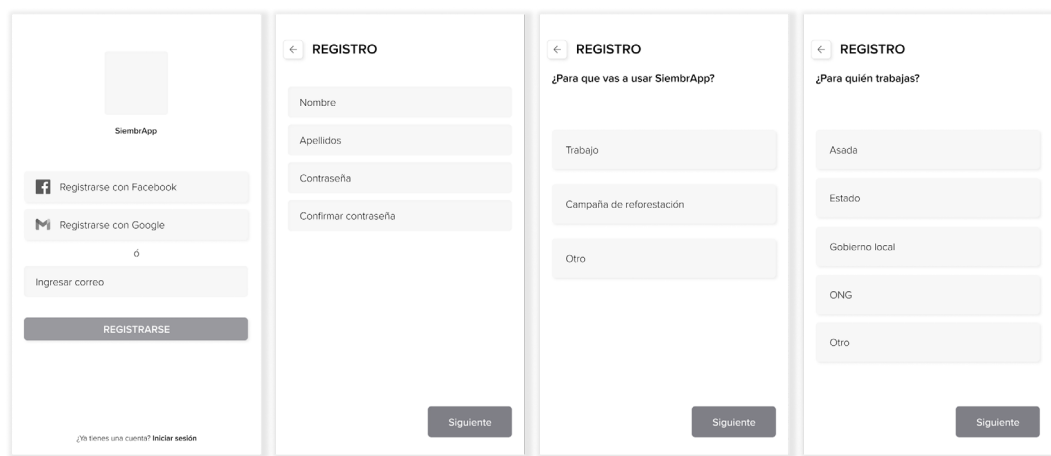 SiembrApp
Registrarse con Facebook
Registrarse con Google
ó
Ingresar correo
REGISTRARSE
¿Ya tienes una cuenta? Iniciar sesión
REGISTRO
Nombre
Apellidos
Contraseña
Confirmar contraseña
Siguiente
REGISTRO
¿Para que vas a usar SiembrApp?
Trabajo
Campaña de reforestación
Otro
Siguiente
REGISTRO
¿Para quién trabajas?
Asada
Estado
Gobierno local
ONG
Otro
Siguiente